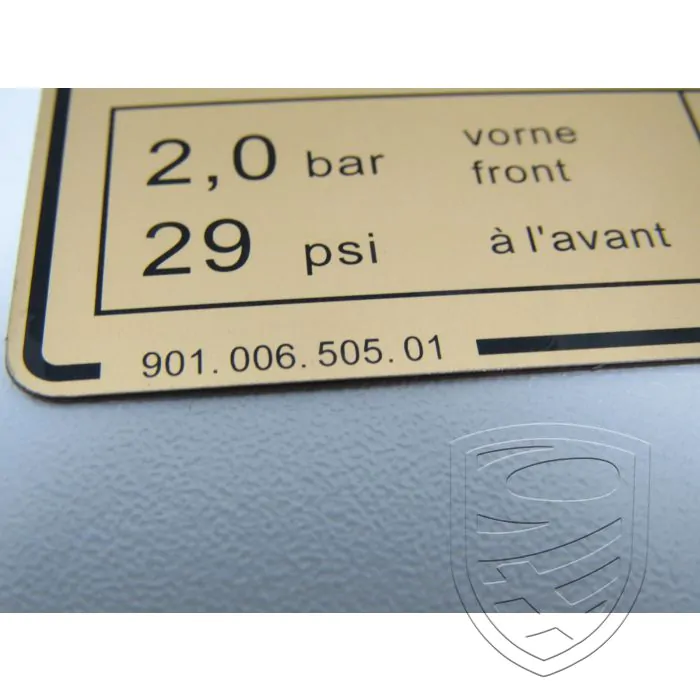 2,0 bar vorne
front
29 psi à l'avant
901.006.505.01